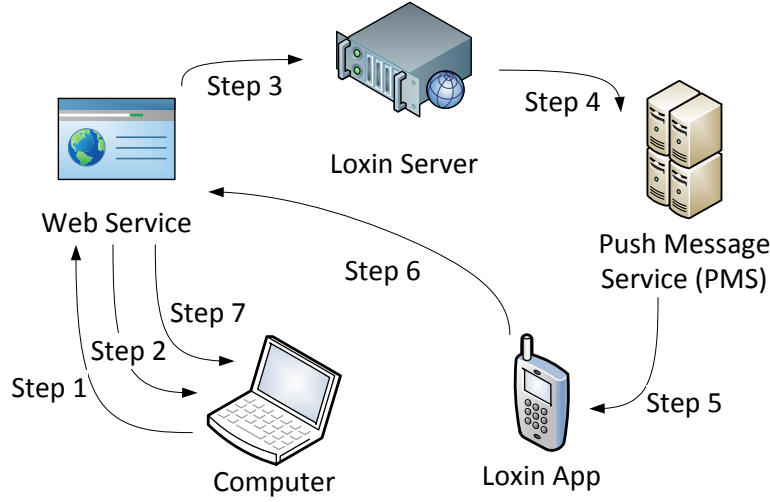 Step 3
Step 4
Loxin Server
Web Service
Push Message
Service (PMS)
Step 6
Step 7
Step 2
Step 1
Step 5
Computer
Loxin App